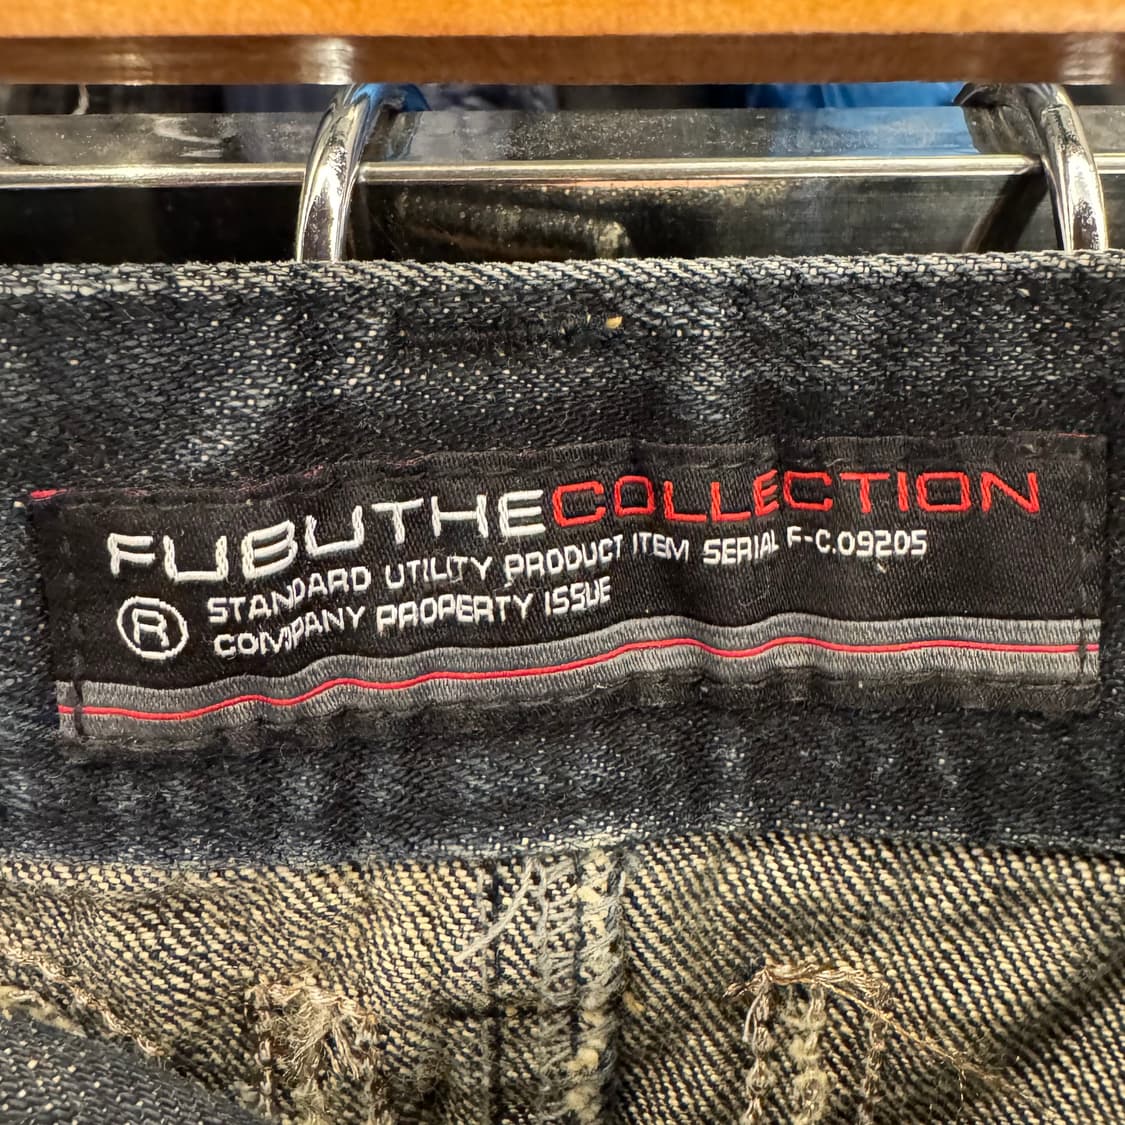 FUBUTHECOLLECTION
STANDARD UTILITY PRODUCT ITEM SERIAL F-C.09205
® COMPANY PROPERTY ISSUE